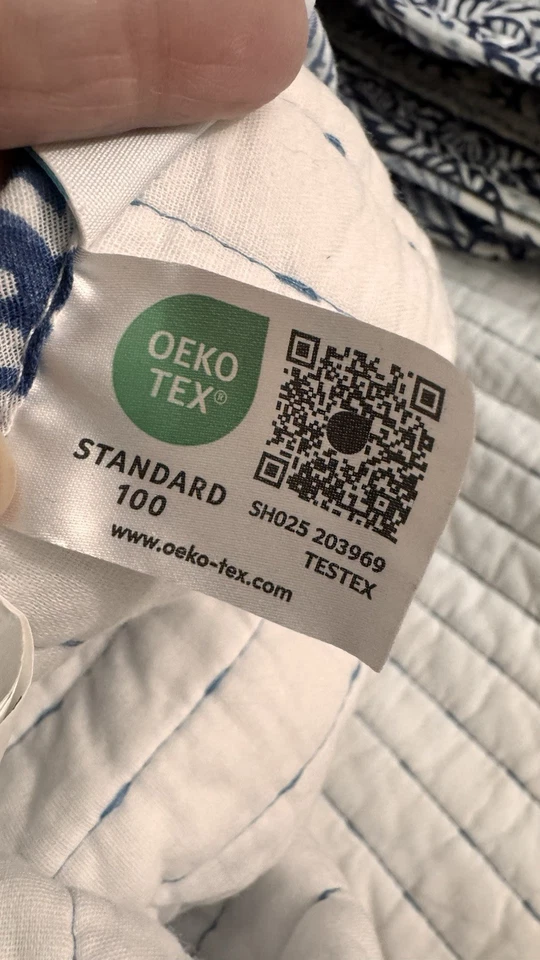 OEKO
TEX®
STANDARD
100
SH025 203969
TESTEX
www.oeko-tex.com